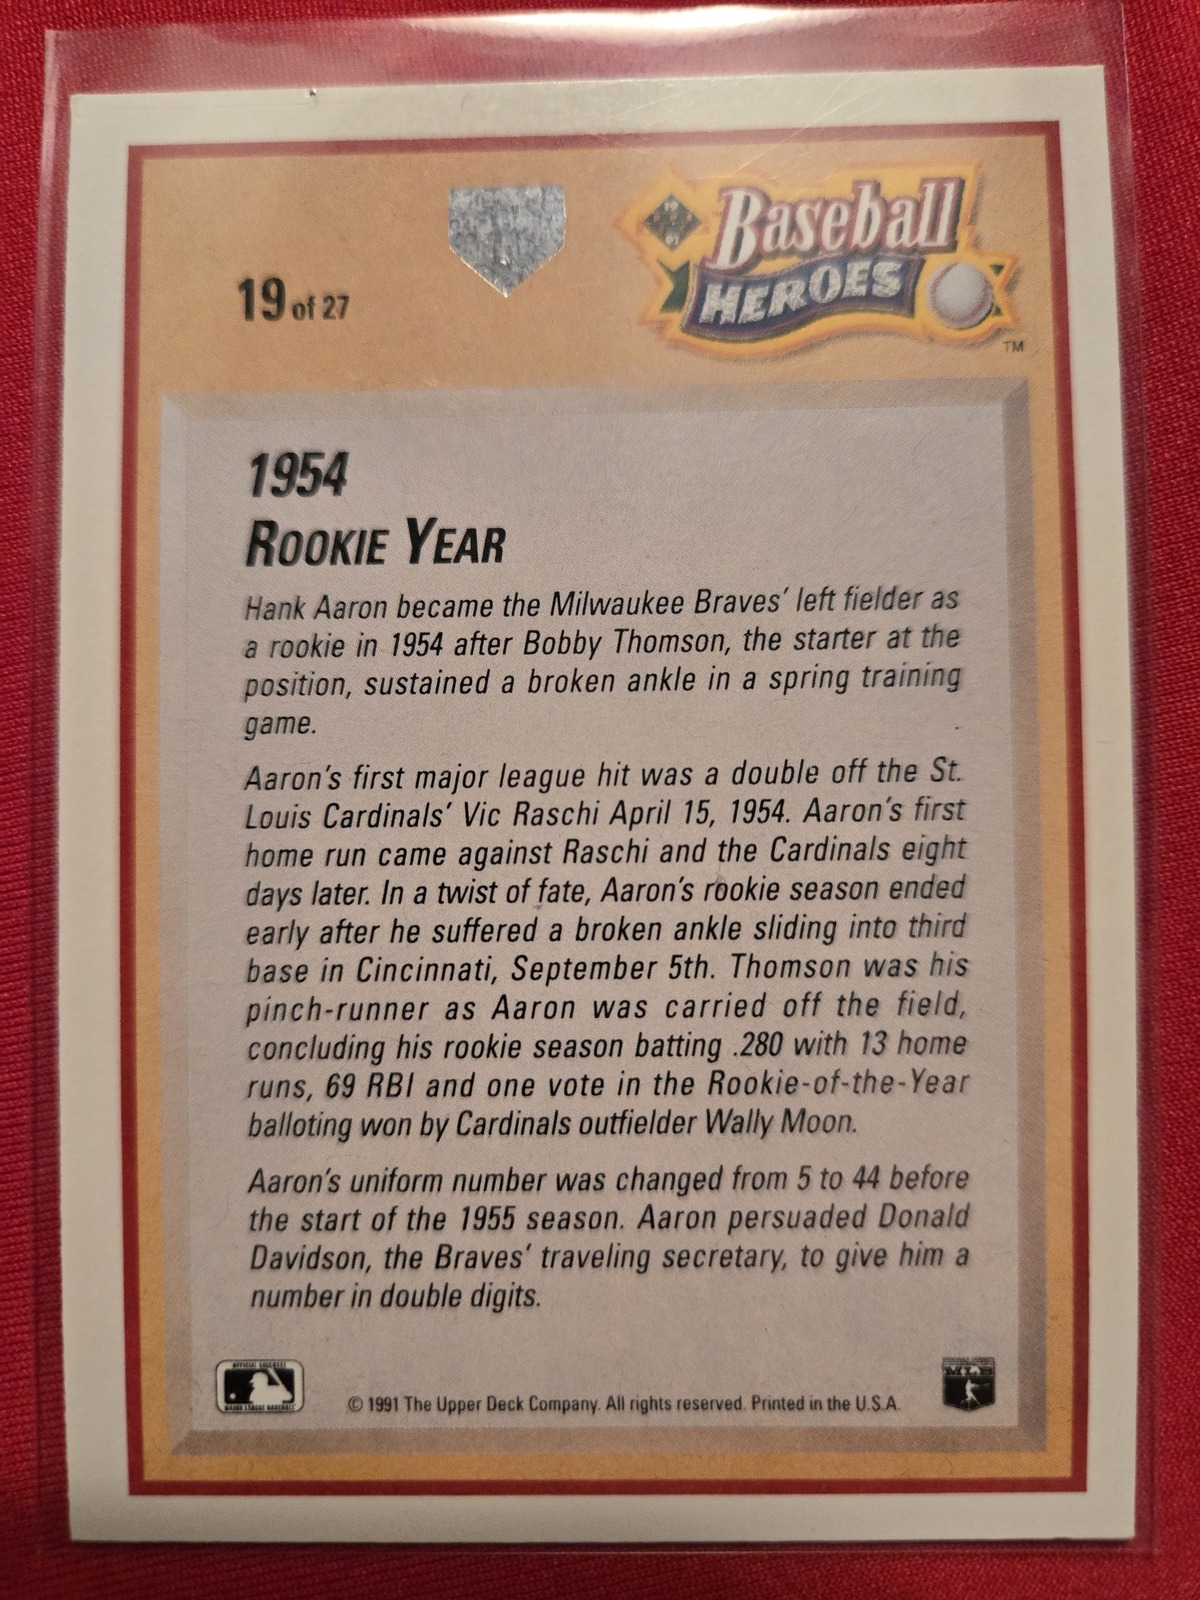 Baseball
HEROES
TM
19 of 27
1954
ROOKIE YEAR
Hank Aaron became the Milwaukee Braves' left fielder as
a rookie in 1954 after Bobby Thomson, the starter at the
position, sustained a broken ankle in a spring training
game.
Aaron's first major league hit was a double off the St.
Louis Cardinals' Vic Raschi April 15, 1954. Aaron's first
home run came against Raschi and the Cardinals eight
days later. In a twist of fate, Aaron's rookie season ended
early after he suffered a broken ankle sliding into third
base in Cincinnati, September 5th. Thomson was his
pinch-runner as Aaron was carried off the field,
concluding his rookie season batting .280 with 13 home
runs, 69 RBI and one vote in the Rookie-of-the-Year
balloting won by Cardinals outfielder Wally Moon.
Aaron's uniform number was changed from 5 to 44 before
the start of the 1955 season. Aaron persuaded Donald
Davidson, the Braves' traveling secretary, to give him a
number in double digits.
© 1991 The Upper Deck Company. All rights reserved. Printed in the U.S.A.